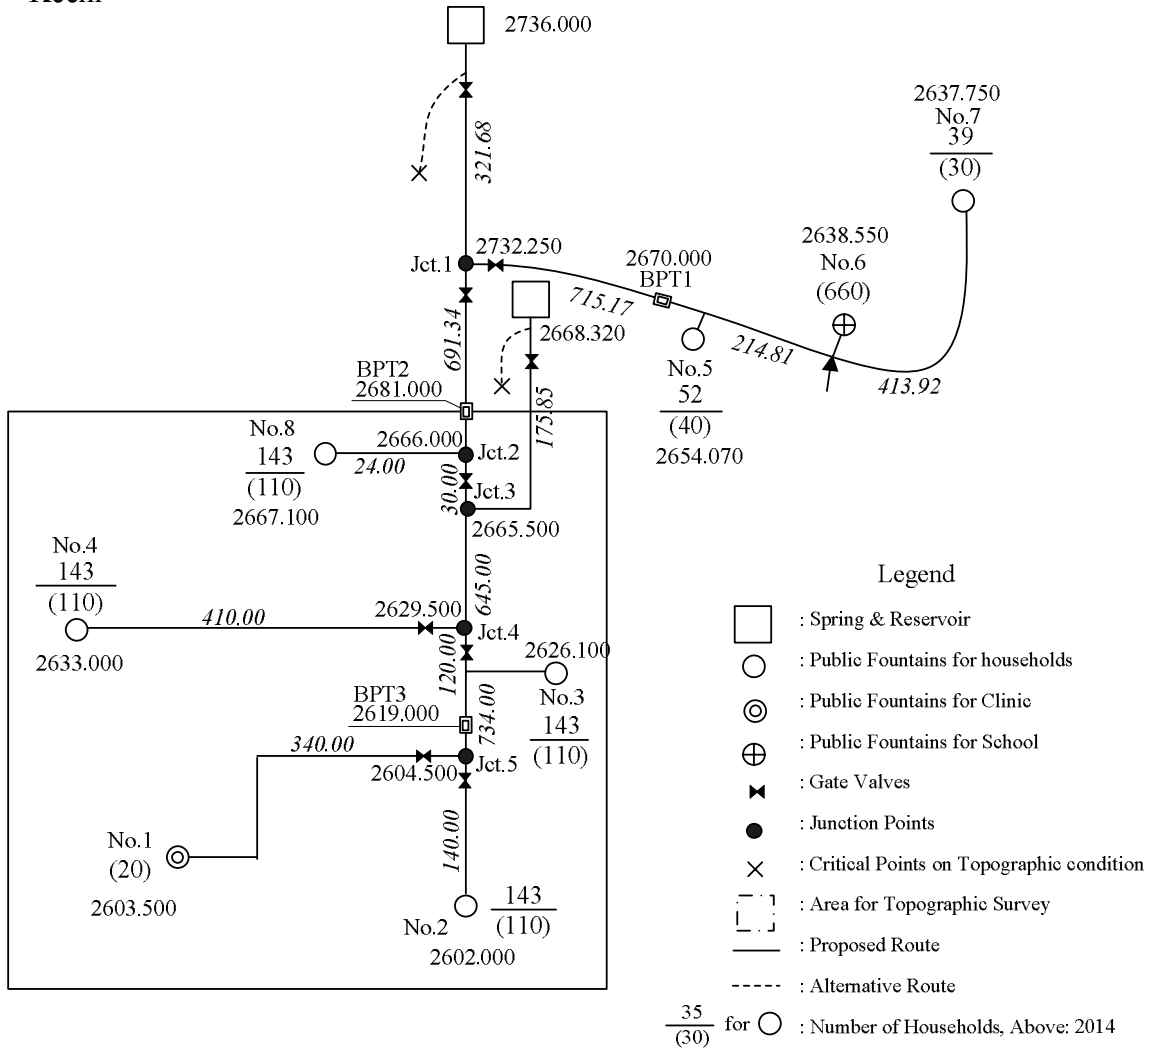 2736.000
321.68
2637.750
No.7
39
(30)
Jct.1
2732.250
2670.000
BPT1
715.17
2638.550
No.6
(660)
2668.320
214.81
No.5
52
(40)
2654.070
413.92
691.34
BPT2
2681.000
175.85
No.8
143
(110)
2667.100
2666.000
24.00
Jct.2
30.00
Jct.3
2665.500
No.4
143
(110)
2633.000
410.00
645.00
2629.500
Jct.4
120.00
2626.100
No.3
143
(110)
BPT3
2619.000
734.00
340.00
2604.500
Jct.5
No.1
(20)
2603.500
140.00
143
(110)
No.2
2602.000
Legend
: Spring & Reservoir
: Public Fountains for households
: Public Fountains for Clinic
: Public Fountains for School
: Gate Valves
: Junction Points
: Critical Points on Topographic condition
: Area for Topographic Survey
: Proposed Route
: Alternative Route
35
(30)
for
: Number of Households, Above: 2014